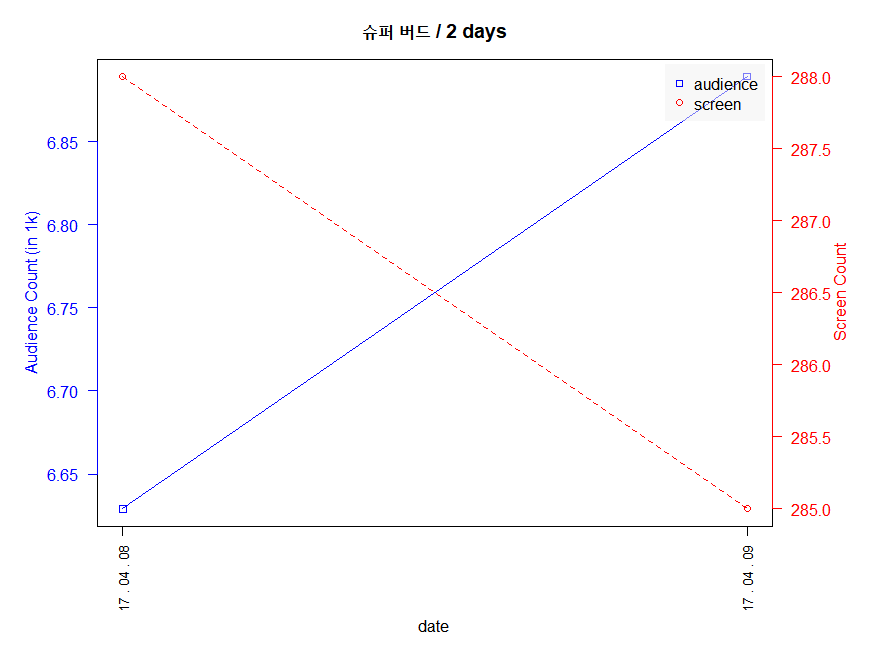 슈퍼 버드 / 2 days
audience
screen
6.85
6.80
6.75
6.70
6.65
Audience Count (in 1k)
288.0
287.5
287.0
286.5
286.0
285.5
285.0
Screen Count
17 . 04 . 08
17 . 04 . 09
date